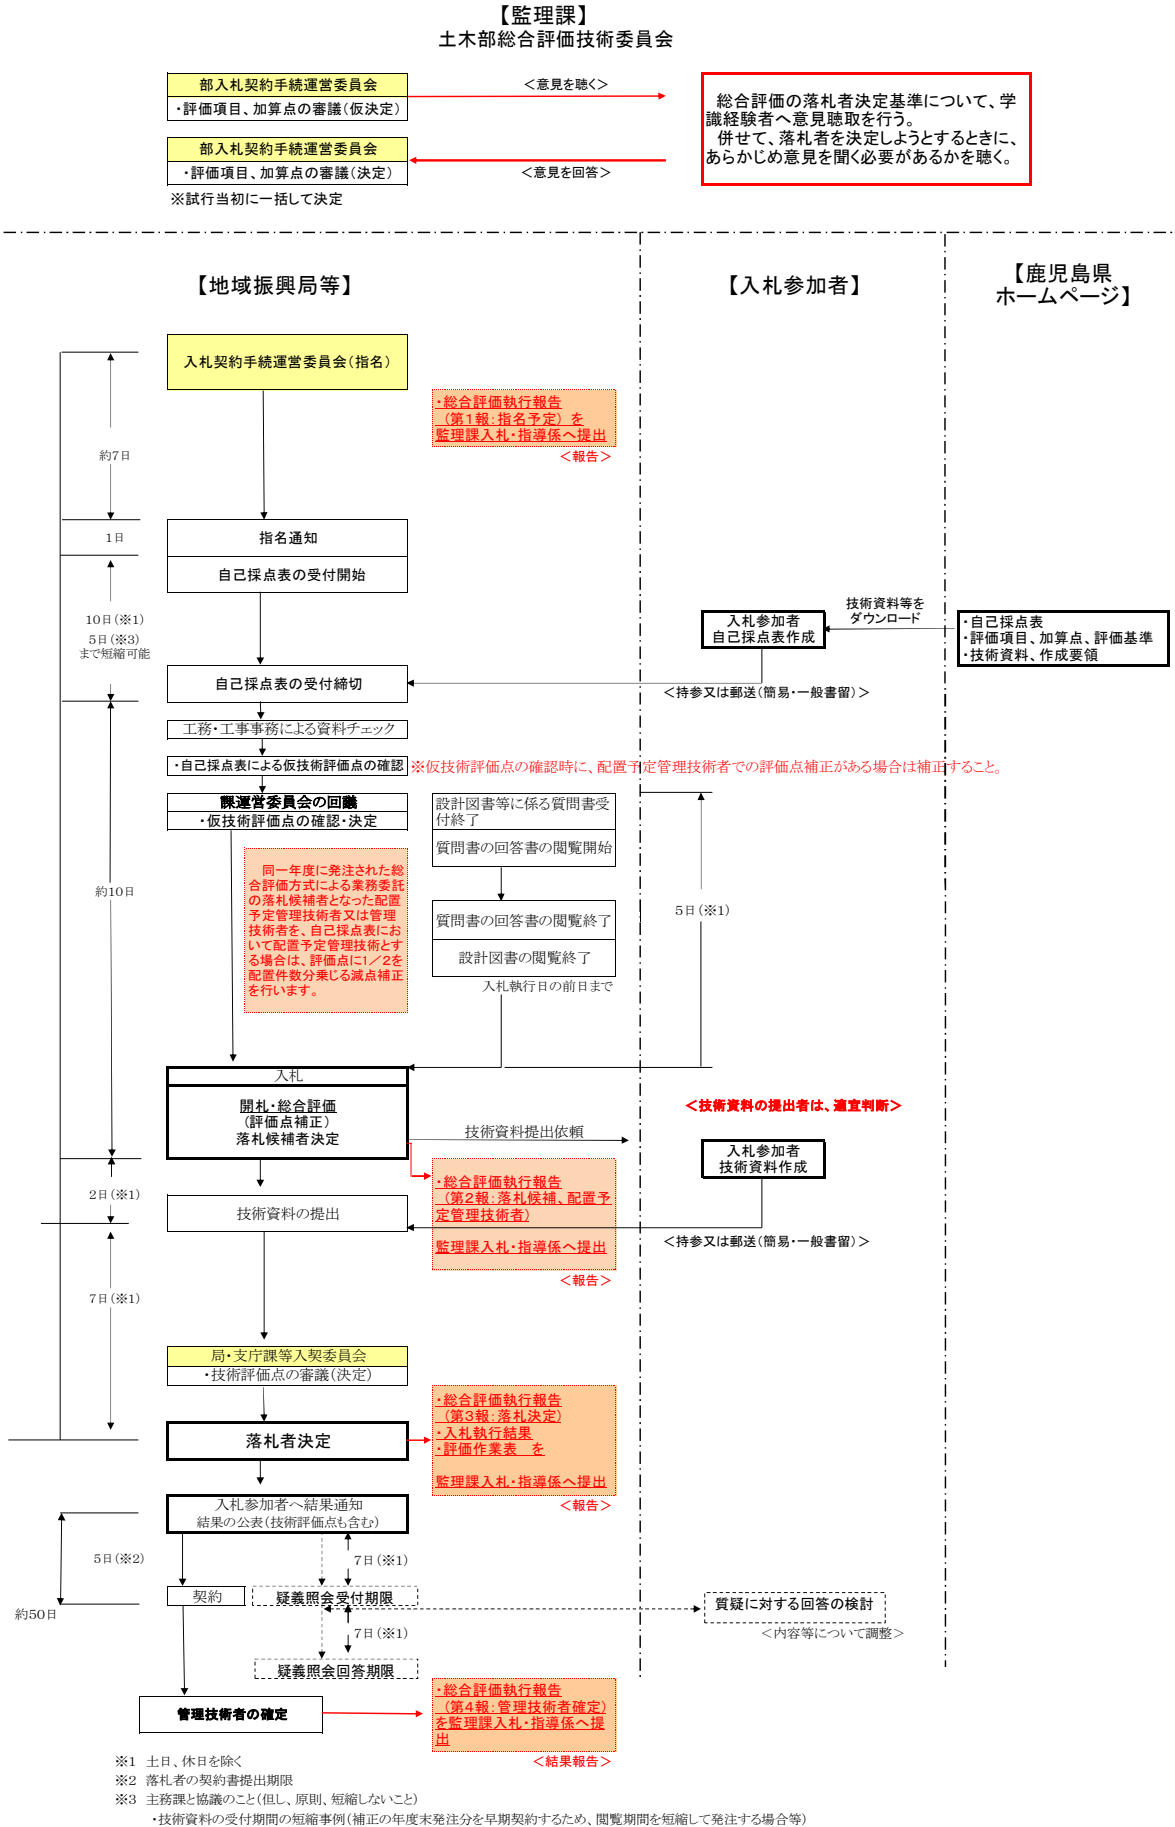 【監理課】
土木部総合評価技術委員会
部入札契約手続運営委員会
・評価項目、加算点の審議（仮決定）
＜意見を聴く＞
総合評価の落札者決定基準について、学
識経験者へ意見聴取を行う。
併せて、落札者を決定しようとするときに、
あらかじめ意見を聞く必要があるかを聴く。
部入札契約手続運営委員会
・評価項目、加算点の審議（決定）
＜意見を回答＞
※試行当初に一括して決定
【地域振興局等】
【入札参加者】
【鹿児島県
ホームページ】
入札契約手続運営委員会（指名）
・総合評価執行報告
（第１報：指名予定）を
監理課入札・指導係へ提出
＜報告＞
約７日
１日
指名通知
自己採点表の受付開始
10日（※1）
5日（※3）
まで短縮可能
入札参加者
自己採点表作成
技術資料等を
ダウンロード
・自己採点表
・評価項目、加算点、評価基準
・技術資料、作成要領
自己採点表の受付締切
＜持参又は郵送（簡易・一般書留）＞
工務・工事事務による資料チェック
・自己採点表による仮技術評価点の確認
※仮技術評価点の確認時に、配置予定管理技術者での評価点補正がある場合は補正すること。
課運営委員会の回議
・仮技術評価点の確認・決定
設計図書等に係る質問書受
付終了
質問書の回答書の閲覧開始
同一年度に発注された総
合評価方式による業務委託
の落札候補者となった配置
予定管理技術者又は管理
技術者を、自己採点表にお
いて配置予定管理技術とす
る場合は、評価点に1／2を
配置件数分乗じる減点補正
を行います。
約10日
質問書の回答書の閲覧終了
設計図書の閲覧終了
入札執行日の前日まで
5日（※1）
入札
開札・総合評価
（評価点補正）
落札候補者決定
技術資料提出依頼
＜技術資料の提出者は、適宜判断＞
入札参加者
技術資料作成
・総合評価執行報告
（第２報：落札候補、配置予
定管理技術者）
監理課入札・指導係へ提出
＜報告＞
2日（※1）
技術資料の提出
＜持参又は郵送（簡易・一般書留）＞
7日（※1）
局・支庁課等入契委員会
・技術評価点の審議（決定）
・総合評価執行報告
（第３報：落札決定）
・入札執行結果
・評価作業表　を
監理課入札・指導係へ提出
＜報告＞
落札者決定
入札参加者へ結果通知
結果の公表（技術評価点も含む）
5日（※2）
7日（※1）
契約
疑義照会受付期限
約50日
質疑に対する回答の検討
＜内容等について調整＞
7日（※1）
疑義照会回答期限
管理技術者の確定
・総合評価執行報告
（第４報：管理技術者確定）
を監理課入札・指導係へ提
出
＜結果報告＞
※1　土日、休日を除く
※2　落札者の契約書提出期限
※3　主務課と協議のこと（但し、原則、短縮しないこと）
・技術資料の受付期間の短縮事例（補正の年度末発注分を早期契約するため、閲覧期間を短縮して発注する場合等）